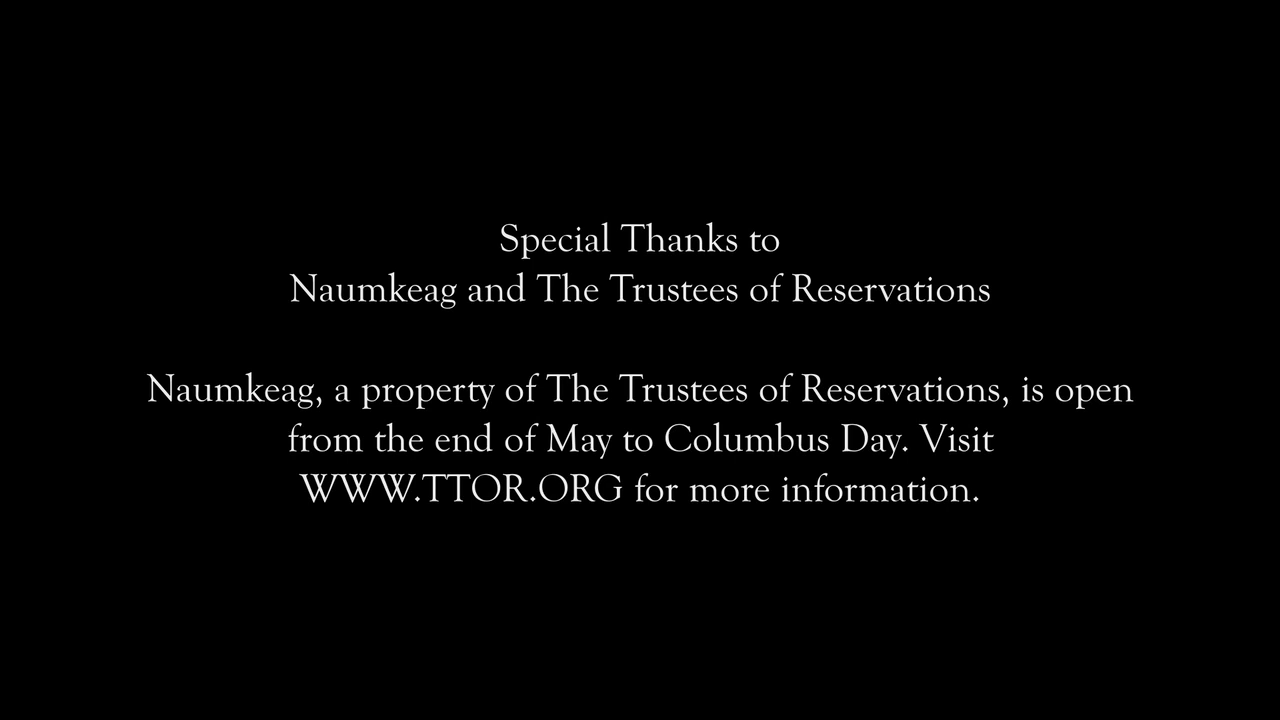 Special Thanks to
Naumkeag and The Trustees of Reservations
Naumkeag, a property of The Trustees of Reservations, is open
from the end of May to Columbus Day. Visit
WWW.TTOR.ORG for more information.